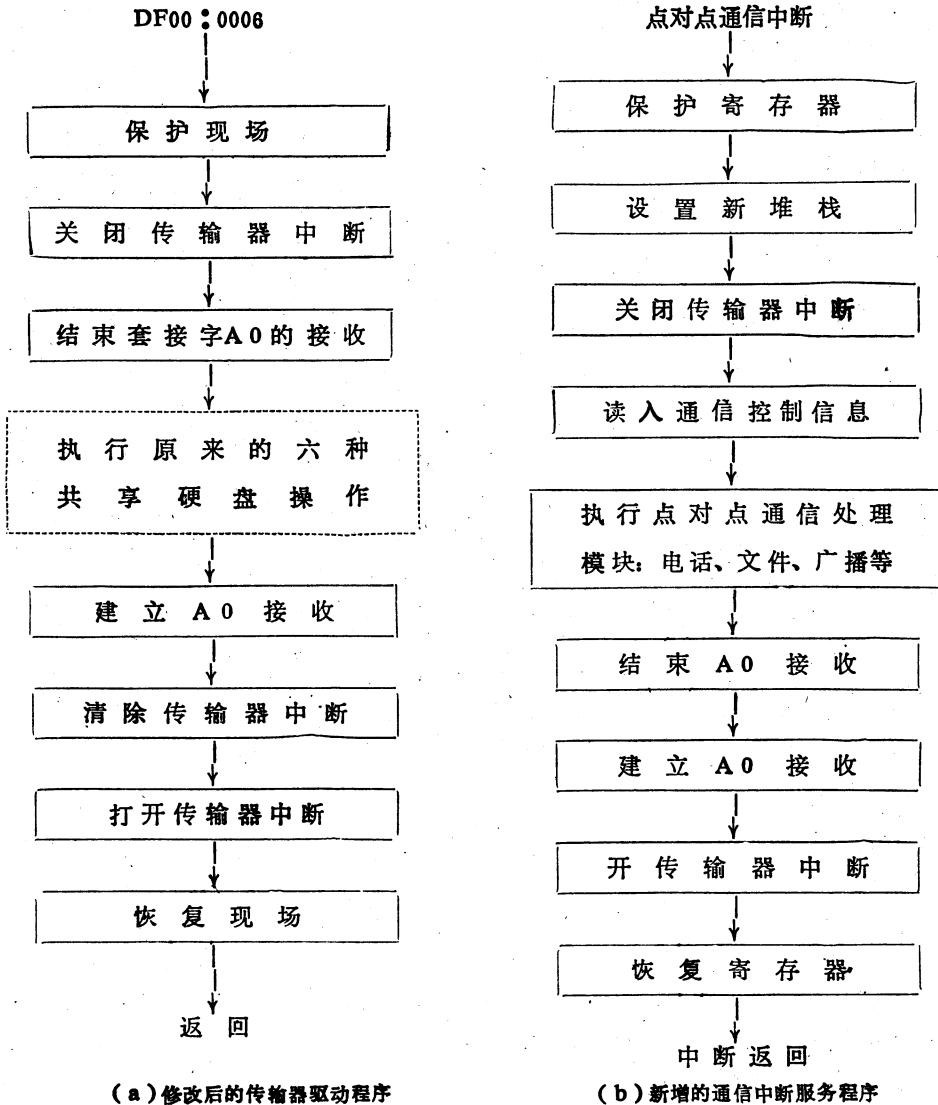 DF00：0006
保护现场
关闭传输器中断
结束套接字A0的接收
执行原来的六种
共享硬盘操作
建立A0接收
清除传输器中断
打开传输器中断
恢复现场
返回
(a)修改后的传输器驱动程序
点对点通信中断
保护寄存器
设置新堆栈
关闭传输器中断
读入通信控制信息
执行点对点通信处理
模块：电话、文件、广播等
结束A0接收
建立A0接收
开传输器中断
恢复寄存器
中断返回
(b)新增的通信中断服务程序